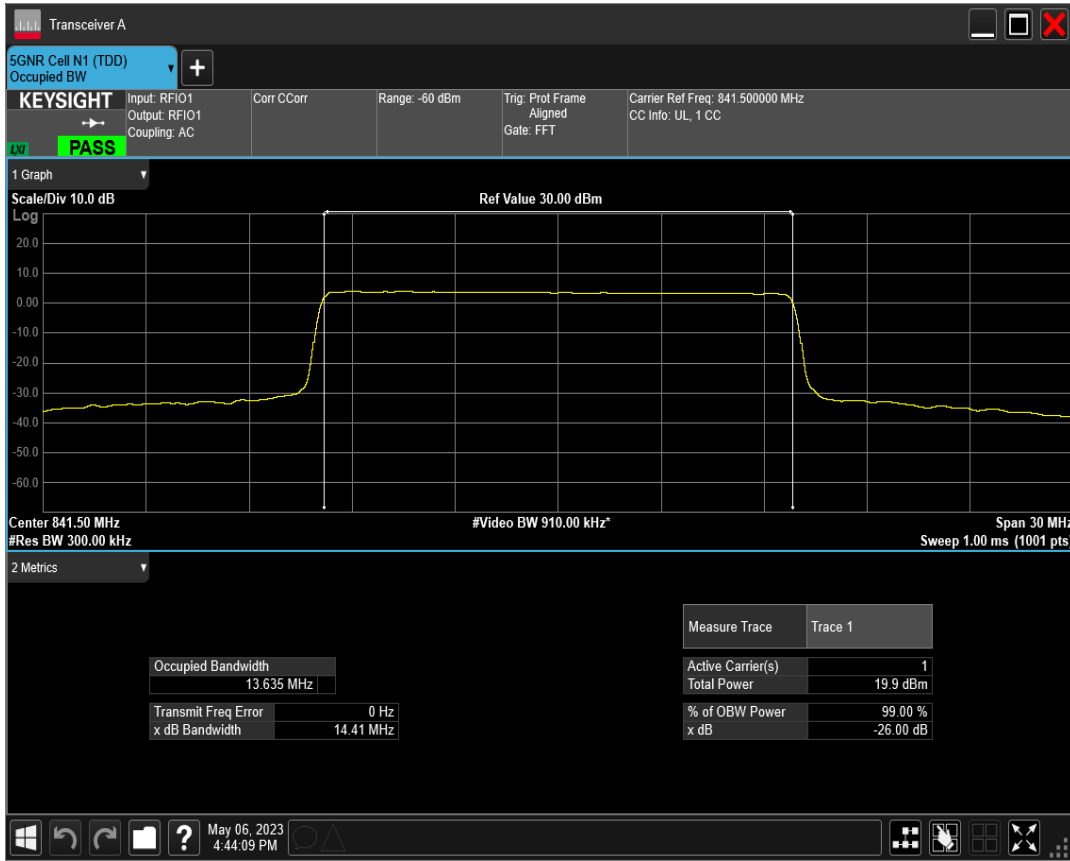 Transceiver A
5GNR Cell N1 (TDD)
Occupied BW
+
KEYSIGHT
LXI
PASS
Input: RFIO1
Output: RFIO1
Coupling: AC
Corr CCorr
Range: -60 dBm
Trig: Prot Frame
Aligned
Gate: FFT
Carrier Ref Freq: 841.500000 MHz
CC Info: UL, 1 CC
1 Graph
Scale/Div 10.0 dB
Ref Value 30.00 dBm
Log
20.0
10.0
0.00
-10.0
-20.0
-30.0
-40.0
-50.0
-60.0
Center 841.50 MHz
#Video BW 910.00 kHz*
Span 30 MHz
#Res BW 300.00 kHz
Sweep 1.00 ms (1001 pts)
2 Metrics
Measure Trace Trace 1
Occupied Bandwidth
13.635 MHz
Active Carrier(s) 1
Total Power 19.9 dBm
Transmit Freq Error 0 Hz
x dB Bandwidth 14.41 MHz
% of OBW Power 99.00 %
x dB -26.00 dB
?
May 06, 2023
4:44:09 PM